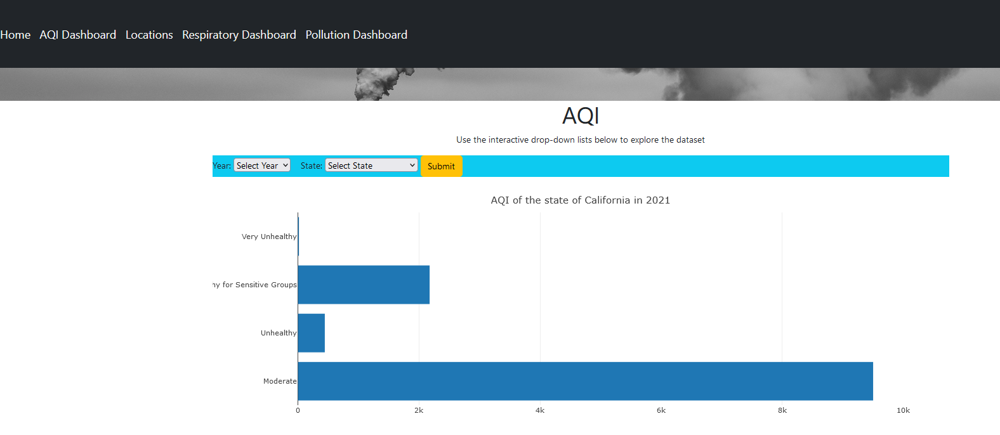 Home AQI Dashboard Locations Respiratory Dashboard Pollution Dashboard
AQI
Use the interactive drop-down lists below to explore the dataset
Year: Select Year State: Select State Submit
AQI of the state of California in 2021
Very Unhealthy
hy for Sensitive Groups
Unhealthy
Moderate
0 2k 4k 6k 8k 10k